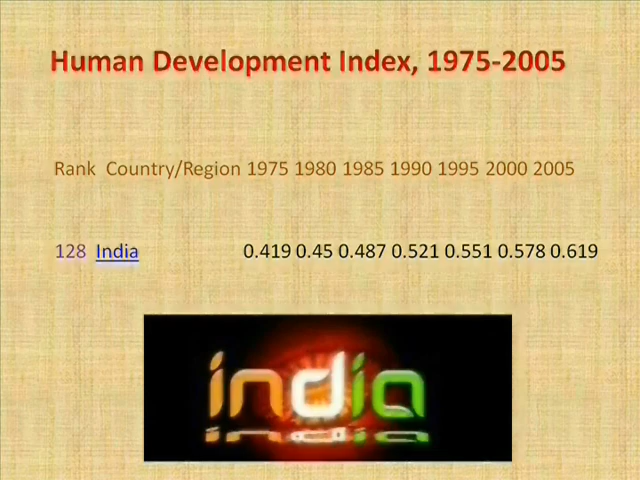 Human Development Index, 1975-2005
Rank Country/Region 1975 1980 1985 1990 1995 2000 2005
128 India 0.419 0.45 0.487 0.521 0.551 0.578 0.619
india
india